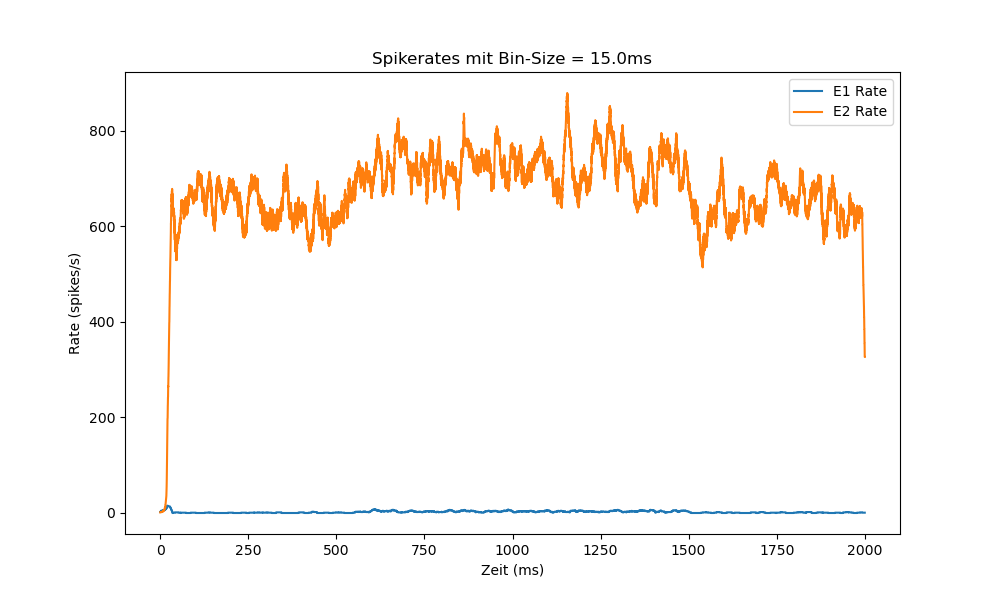 Spikerates mit Bin-Size = 15.0ms
E1 Rate
E2 Rate
800
600
400
200
0
Rate (spikes/s)
0 250 500 750 1000 1250 1500 1750 2000
Zeit (ms)